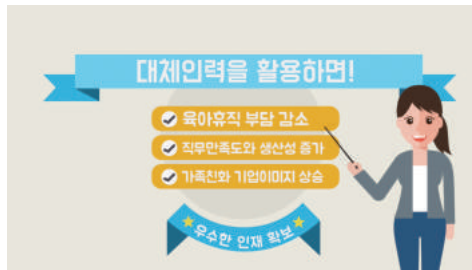 대체인력을 활용하면!
육아휴직 부담 감소
직무만족도와 생산성 증가
가족친화 기업이미지 상승
우수한 인재 확보